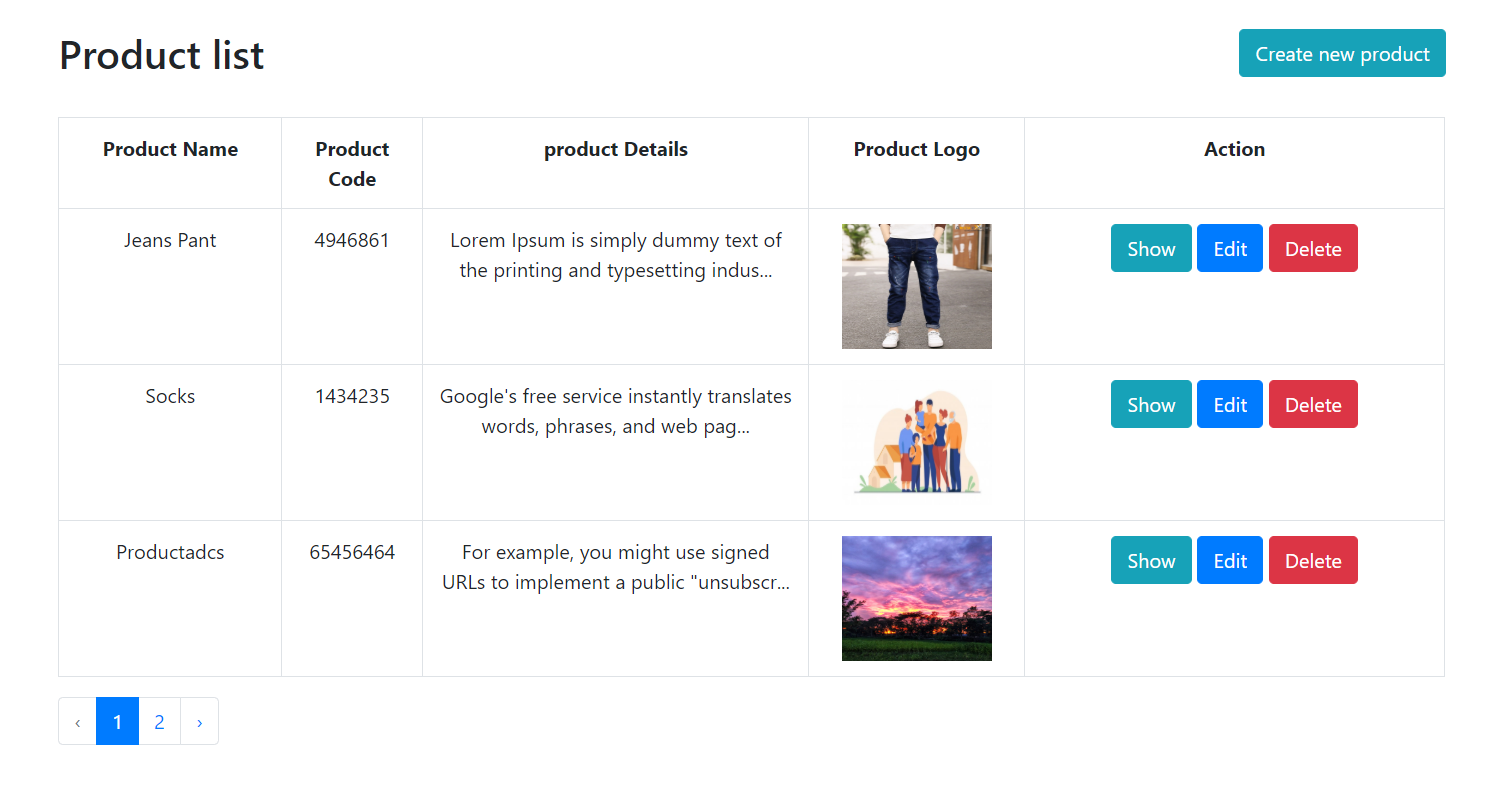 Product list
Create new product
Product Name
Product Code
product Details
Product Logo
Action
Jeans Pant
4946861
Lorem Ipsum is simply dummy text of
the printing and typesetting indus...
Show
Edit
Delete
Socks
1434235
Google's free service instantly translates
words, phrases, and web pag...
Show
Edit
Delete
Productadcs
65456464
For example, you might use signed
URLs to implement a public "unsubscr...
Show
Edit
Delete
‹ 1 2 ›